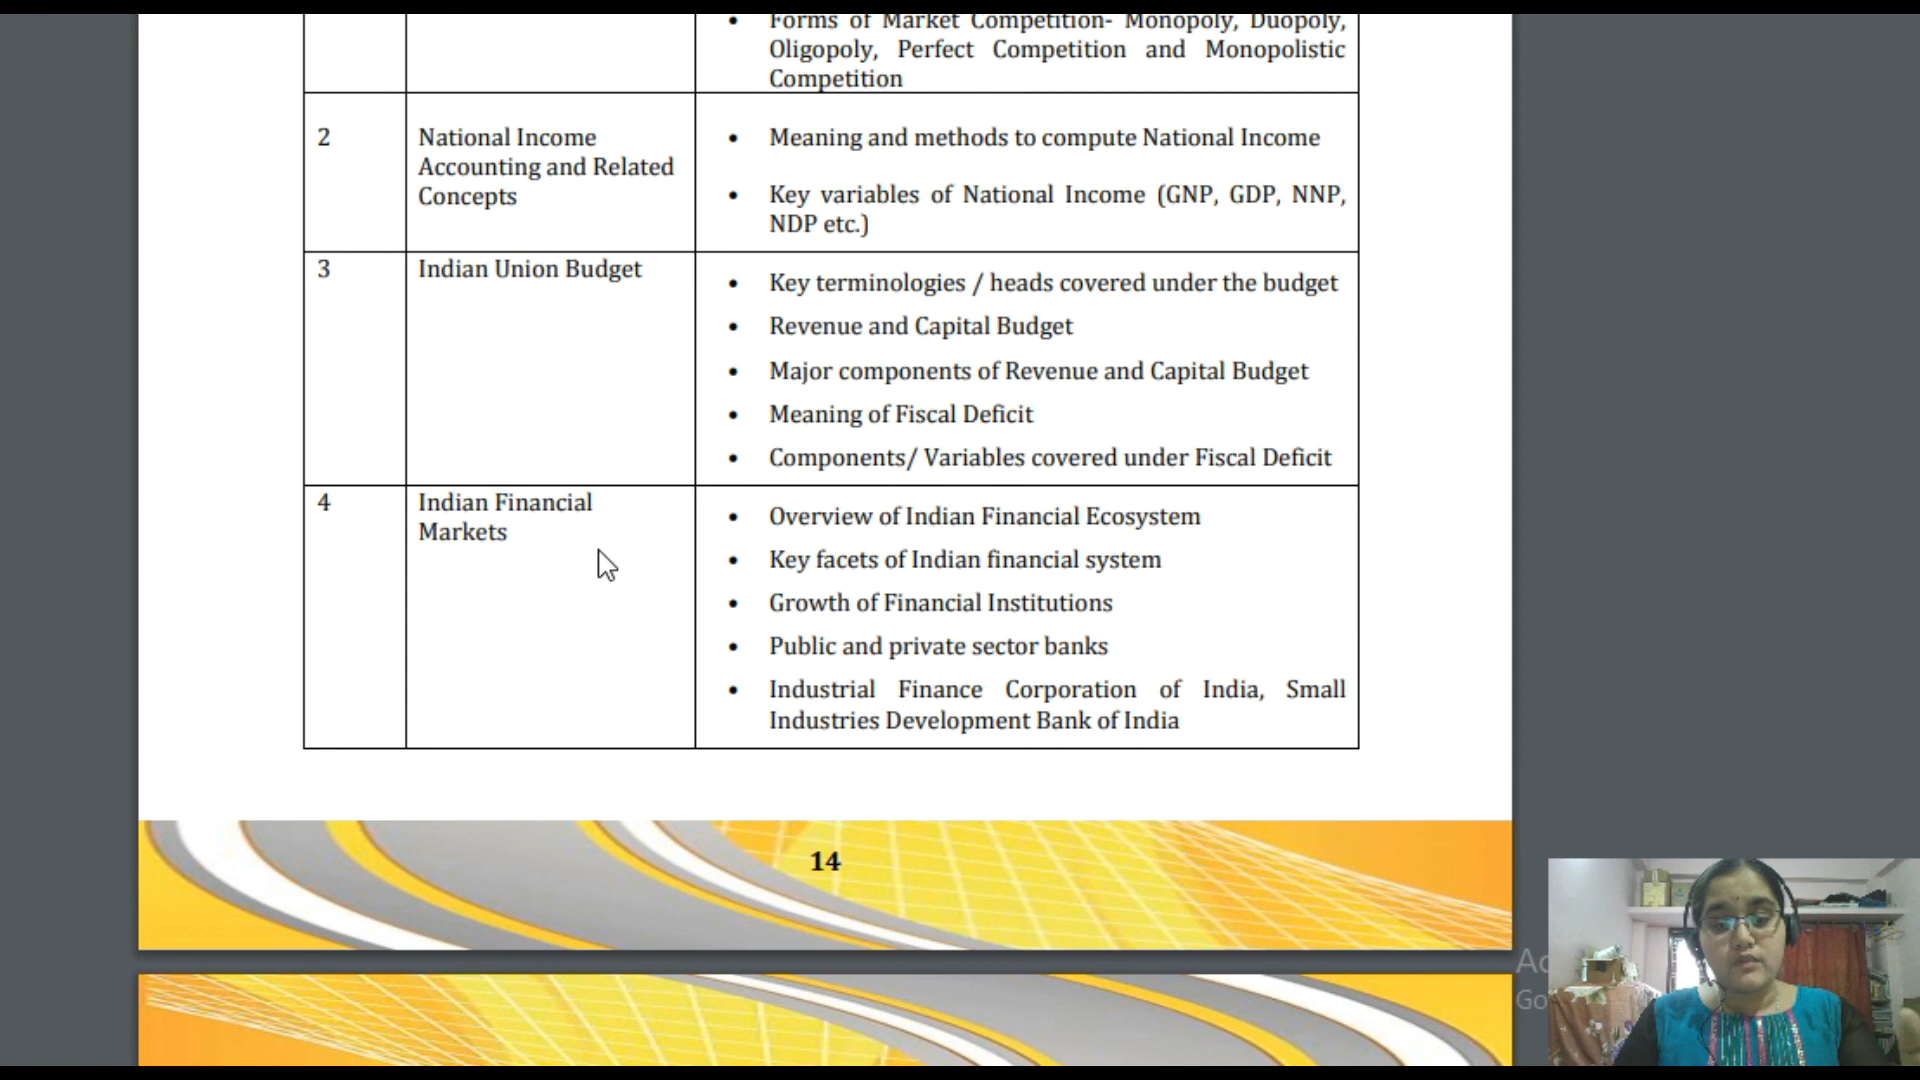 • Forms of Market Competition- Monopoly, Duopoly,
Oligopoly, Perfect Competition and Monopolistic
Competition
2
National Income
Accounting and Related
Concepts
• Meaning and methods to compute National Income
• Key variables of National Income (GNP, GDP, NNP,
NDP etc.)
3
Indian Union Budget
• Key terminologies / heads covered under the budget
• Revenue and Capital Budget
• Major components of Revenue and Capital Budget
• Meaning of Fiscal Deficit
• Components/ Variables covered under Fiscal Deficit
4
Indian Financial
Markets
• Overview of Indian Financial Ecosystem
• Key facets of Indian financial system
• Growth of Financial Institutions
• Public and private sector banks
• Industrial Finance Corporation of India, Small
Industries Development Bank of India
14